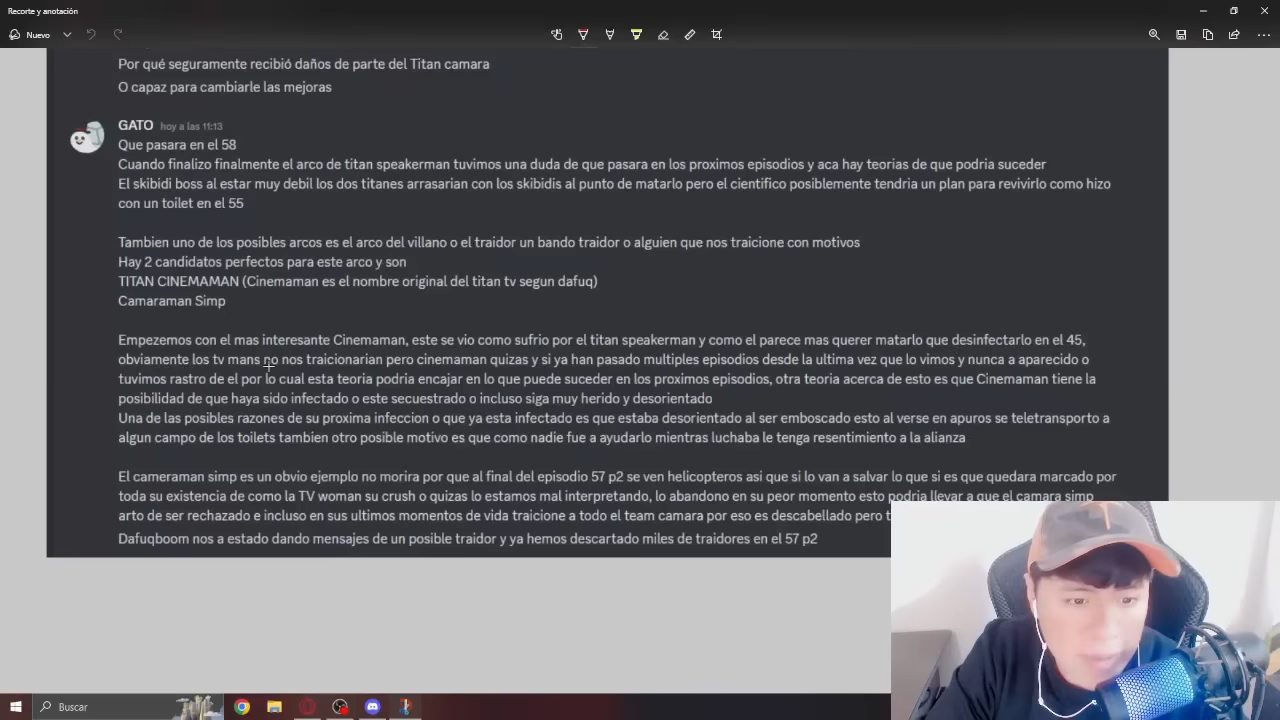 Recorte y anotación
Nuevo
Por qué seguramente recibió daños de parte del Titan camara
O capaz para cambiarle las mejoras
GATO hoy a las 11:13
Que pasara en el 58
Cuando finalizo finalmente el arco de titan speakerman tuvimos una duda de que pasara en los proximos episodios y aca hay teorias de que podria suceder
El skibidi boss al estar muy debil los dos titanes arrasarian con los skibidis al punto de matarlo pero el cientifico posiblemente tendria un plan para revivirlo como hizo
con un toilet en el 55
Tambien uno de los posibles arcos es el arco del villano o el traidor un bando traidor o alguien que nos traicione con motivos
Hay 2 candidatos perfectos para este arco y son
TITAN CINEMAMAN (Cinemaman es el nombre original del titan tv segun dafuq)
Camaraman Simp
Empezemos con el mas interesante Cinemaman, este se vio como sufrio por el titan speakerman y como el parece mas querer matarlo que desinfectarlo en el 45,
obviamente los tv mans no nos traicionarian pero cinemaman quizas y si ya han pasado multiples episodios desde la ultima vez que lo vimos y nunca a aparecido o
tuvimos rastro de el por lo cual esta teoria podria encajar en lo que puede suceder en los proximos episodios, otra teoria acerca de esto es que Cinemaman tiene la
posibilidad de que haya sido infectado o este secuestrado o incluso siga muy herido y desorientado
Una de las posibles razones de su proxima infeccion o que ya esta infectado es que estaba desorientado al ser emboscado esto al verse en apuros se teletransporto a
algun campo de los toilets tambien otro posible motivo es que como nadie fue a ayudarlo mientras luchaba le tenga resentimiento a la alianza
El cameraman simp es un obvio ejemplo no morira por que al final del episodio 57 p2 se ven helicopteros asi que si lo van a salvar lo que si es que quedara marcado por
toda su existencia de como la TV woman su crush o quizas lo estamos mal interpretando, lo abandono en su peor momento esto podria llevar a que el camara simp
arto de ser rechazado e incluso en sus ultimos momentos de vida traicione a todo el team camara por eso es descabellado pero
Dafuqboom nos a estado dando mensajes de un posible traidor y ya hemos descartado miles de traidores en el 57 p2
Buscar